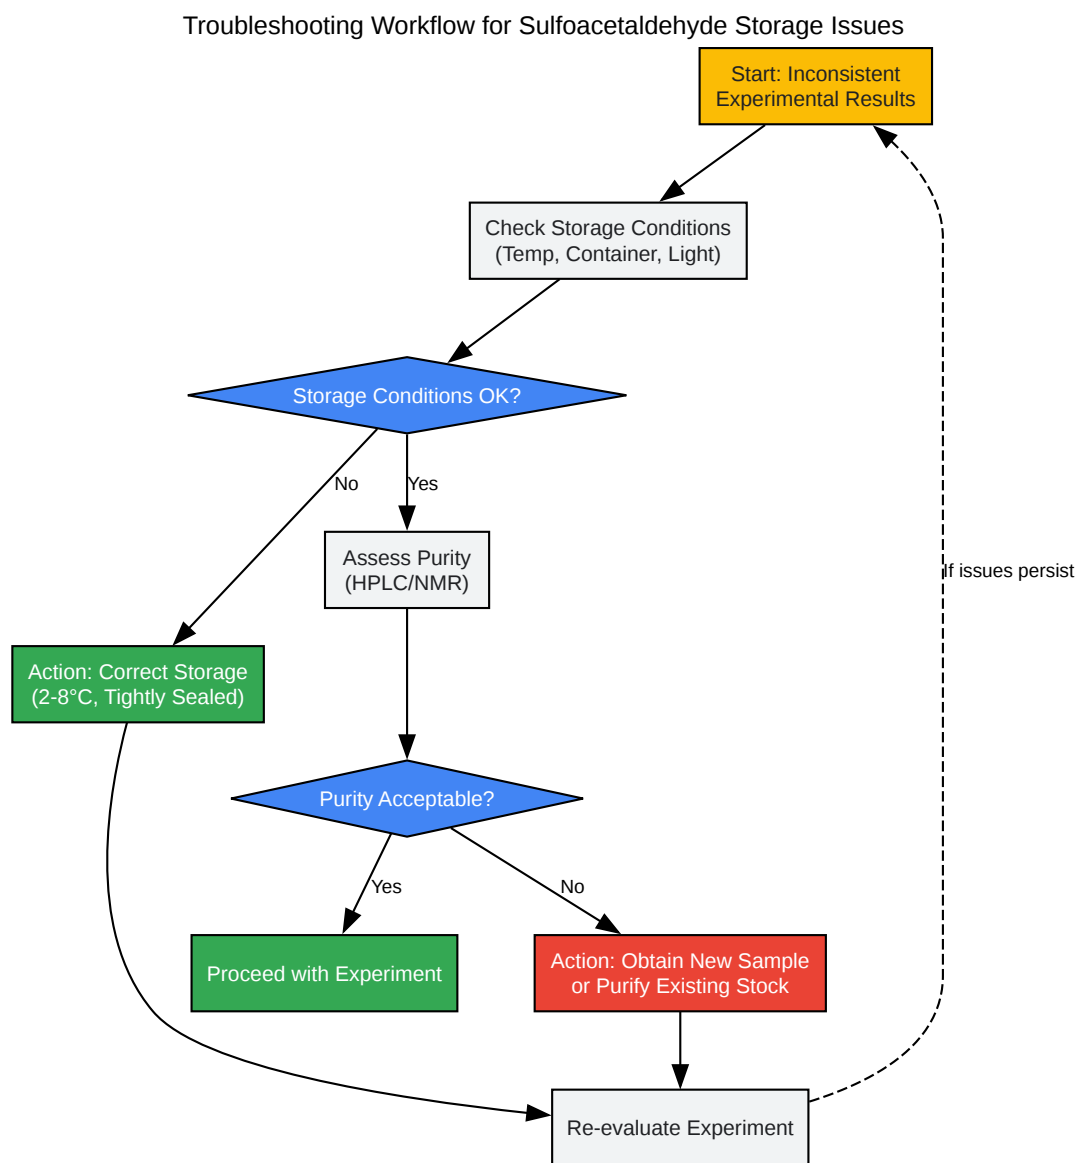 Troubleshooting Workflow for Sulfoacetaldehyde Storage Issues
Start: Inconsistent
Experimental Results
Check Storage Conditions
(Temp, Container, Light)
Storage Conditions OK?
No
Yes
Assess Purity
(HPLC/NMR)
If issues persist
Action: Correct Storage
(2-8°C, Tightly Sealed)
Purity Acceptable?
Yes
No
Proceed with Experiment
Action: Obtain New Sample
or Purify Existing Stock
Re-evaluate Experiment